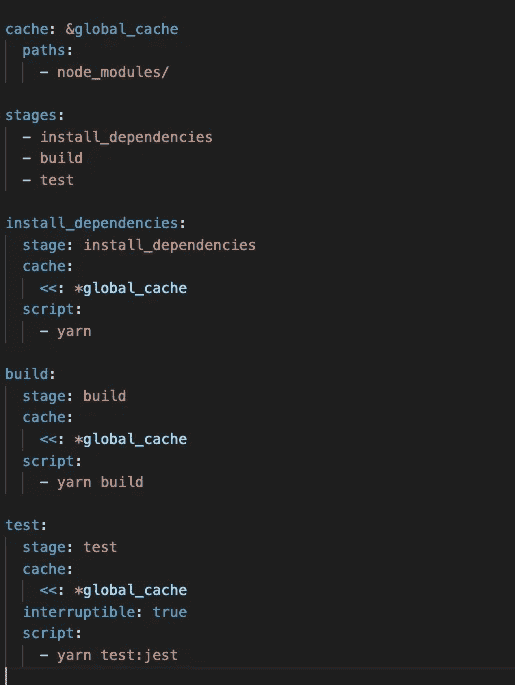 cache: &global_cache
  paths:
    - node_modules/

stages:
  - install_dependencies
  - build
  - test

install_dependencies:
  stage: install_dependencies
  cache:
    <<: *global_cache
  script:
    - yarn

build:
  stage: build
  cache:
    <<: *global_cache
  script:
    - yarn build

test:
  stage: test
  cache:
    <<: *global_cache
  interruptible: true
  script:
    - yarn test:jest